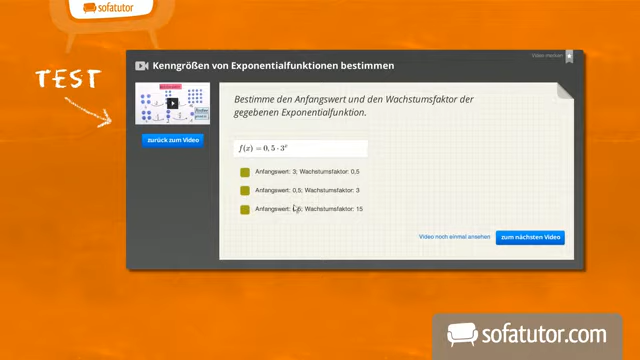 sofatutor
Video merken
Kenngrößen von Exponentialfunktionen bestimmen
TEST
Bestimme den Anfangswert und den Wachstumsfaktor der
gegebenen Exponentialfunktion.
zurück zum Video
f(x) = 0,5 · 3ˣ
Anfangswert: 3; Wachstumsfaktor: 0,5
Anfangswert: 0,5; Wachstumsfaktor: 3
Anfangswert: Wachstumsfaktor: 15
Video noch einmal ansehen
zum nächsten Video
sofatutor.com